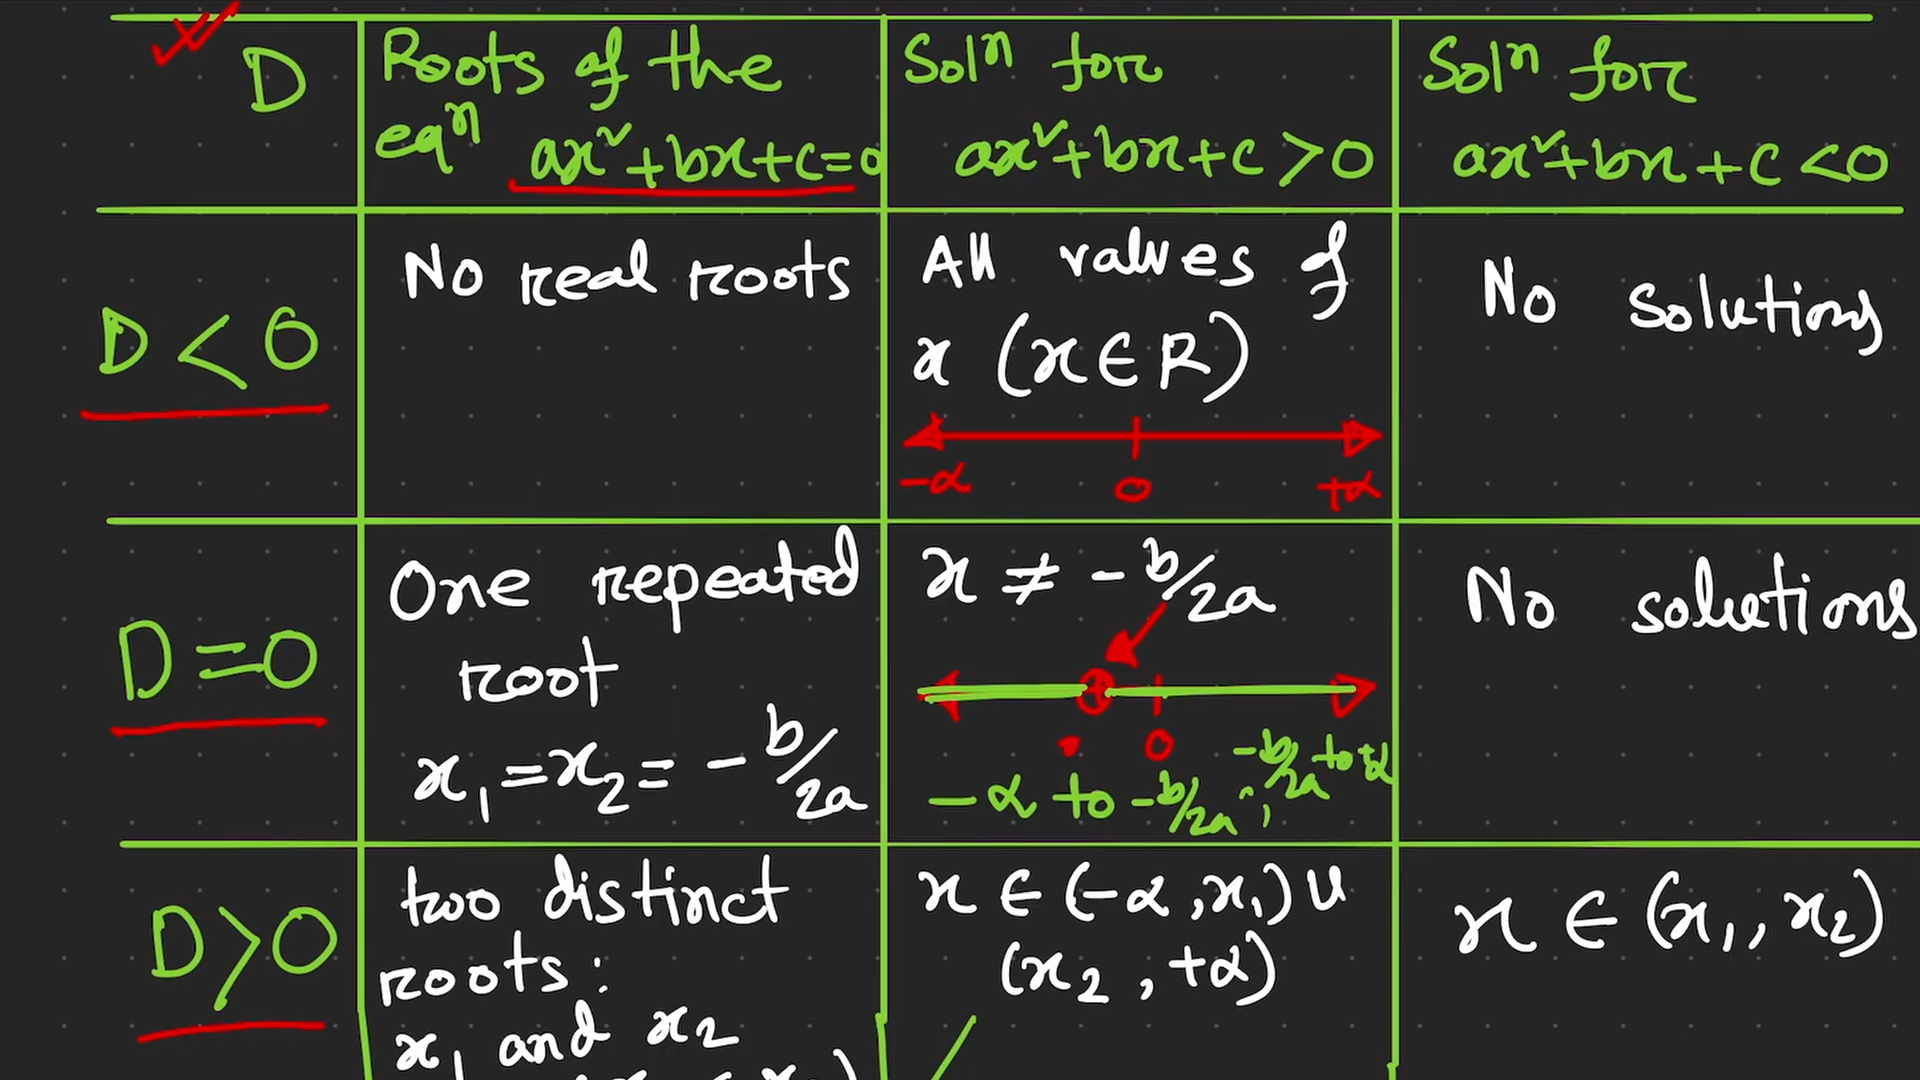 D
Roots of the
eqⁿ ax²+bx+c=0
Solⁿ for
ax²+bx+c>0
Solⁿ for
ax²+bx+c<0
D<0
No real roots
All values of
x (x∈R)
-α 0 +α
No solutions
D=0
One repeated
root
x₁=x₂= -b/2a
x ≠ -b/2a
0
-α to -b/2a ; -b/2a to +α
No solutions
D>0
two distinct
roots:
x₁ and x₂
x ∈ (-α, x₁) ∪
(x₂, +α)
x ∈ (x₁, x₂)